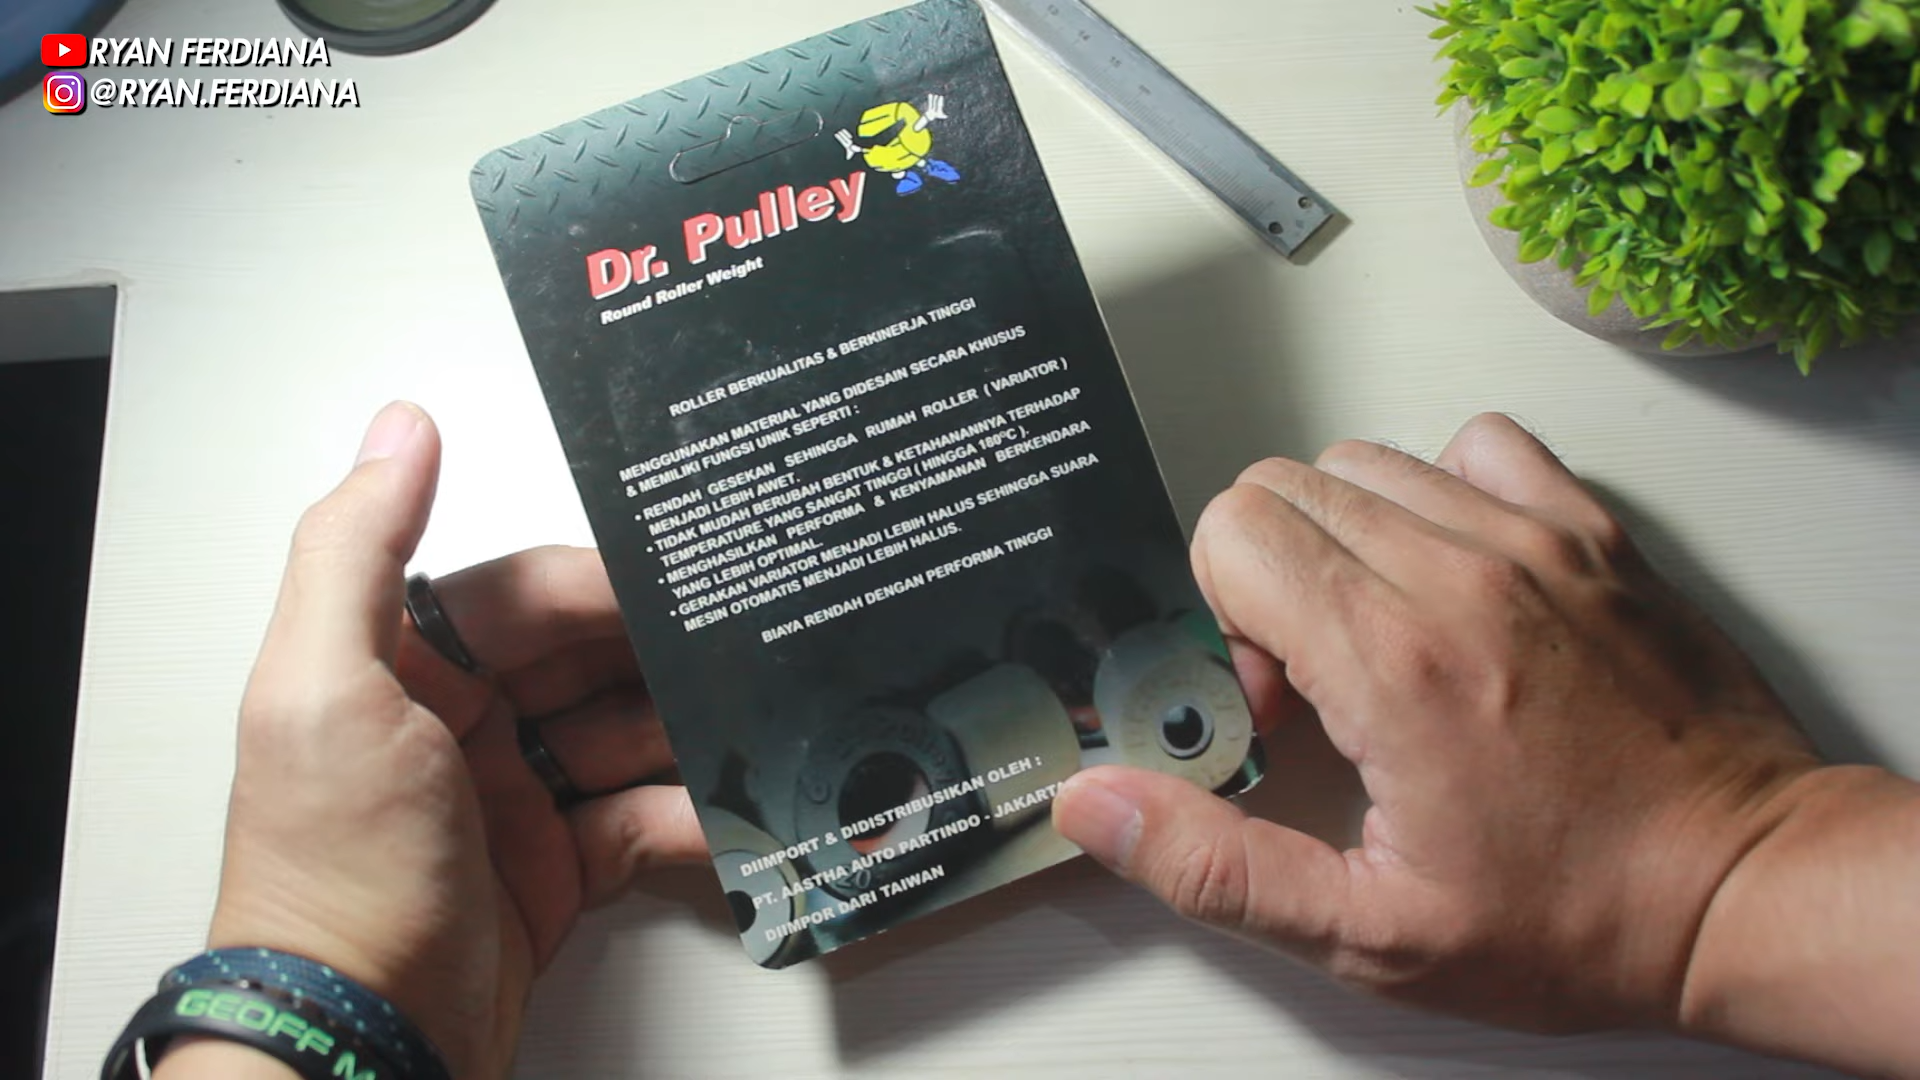 RYAN FERDIANA
@RYAN.FERDIANA
Dr. Pulley
Round Roller Weight
ROLLER BERKUALITAS & BERKINERJA TINGGI
MENGGUNAKAN MATERIAL YANG DIDESAIN SECARA KHUSUS
& MEMILIKI FUNGSI UNIK SEPERTI :
• RENDAH GESEKAN SEHINGGA RUMAH ROLLER ( VARIATOR )
MENJADI LEBIH AWET.
• TIDAK MUDAH BERUBAH BENTUK & KETAHANANNYA TERHADAP
TEMPERATURE YANG SANGAT TINGGI ( HINGGA 180°C ).
• MENGHASILKAN PERFORMA & KENYAMANAN BERKENDARA
YANG LEBIH OPTIMAL.
• GERAKAN VARIATOR MENJADI LEBIH HALUS SEHINGGA SUARA
MESIN OTOMATIS MENJADI LEBIH HALUS.
BIAYA RENDAH DENGAN PERFORMA TINGGI
DIIMPORT & DIDISTRIBUSIKAN OLEH :
PT. AASTHA AUTO PARTINDO - JAKARTA
DIIMPOR DARI TAIWAN
GEOFF M